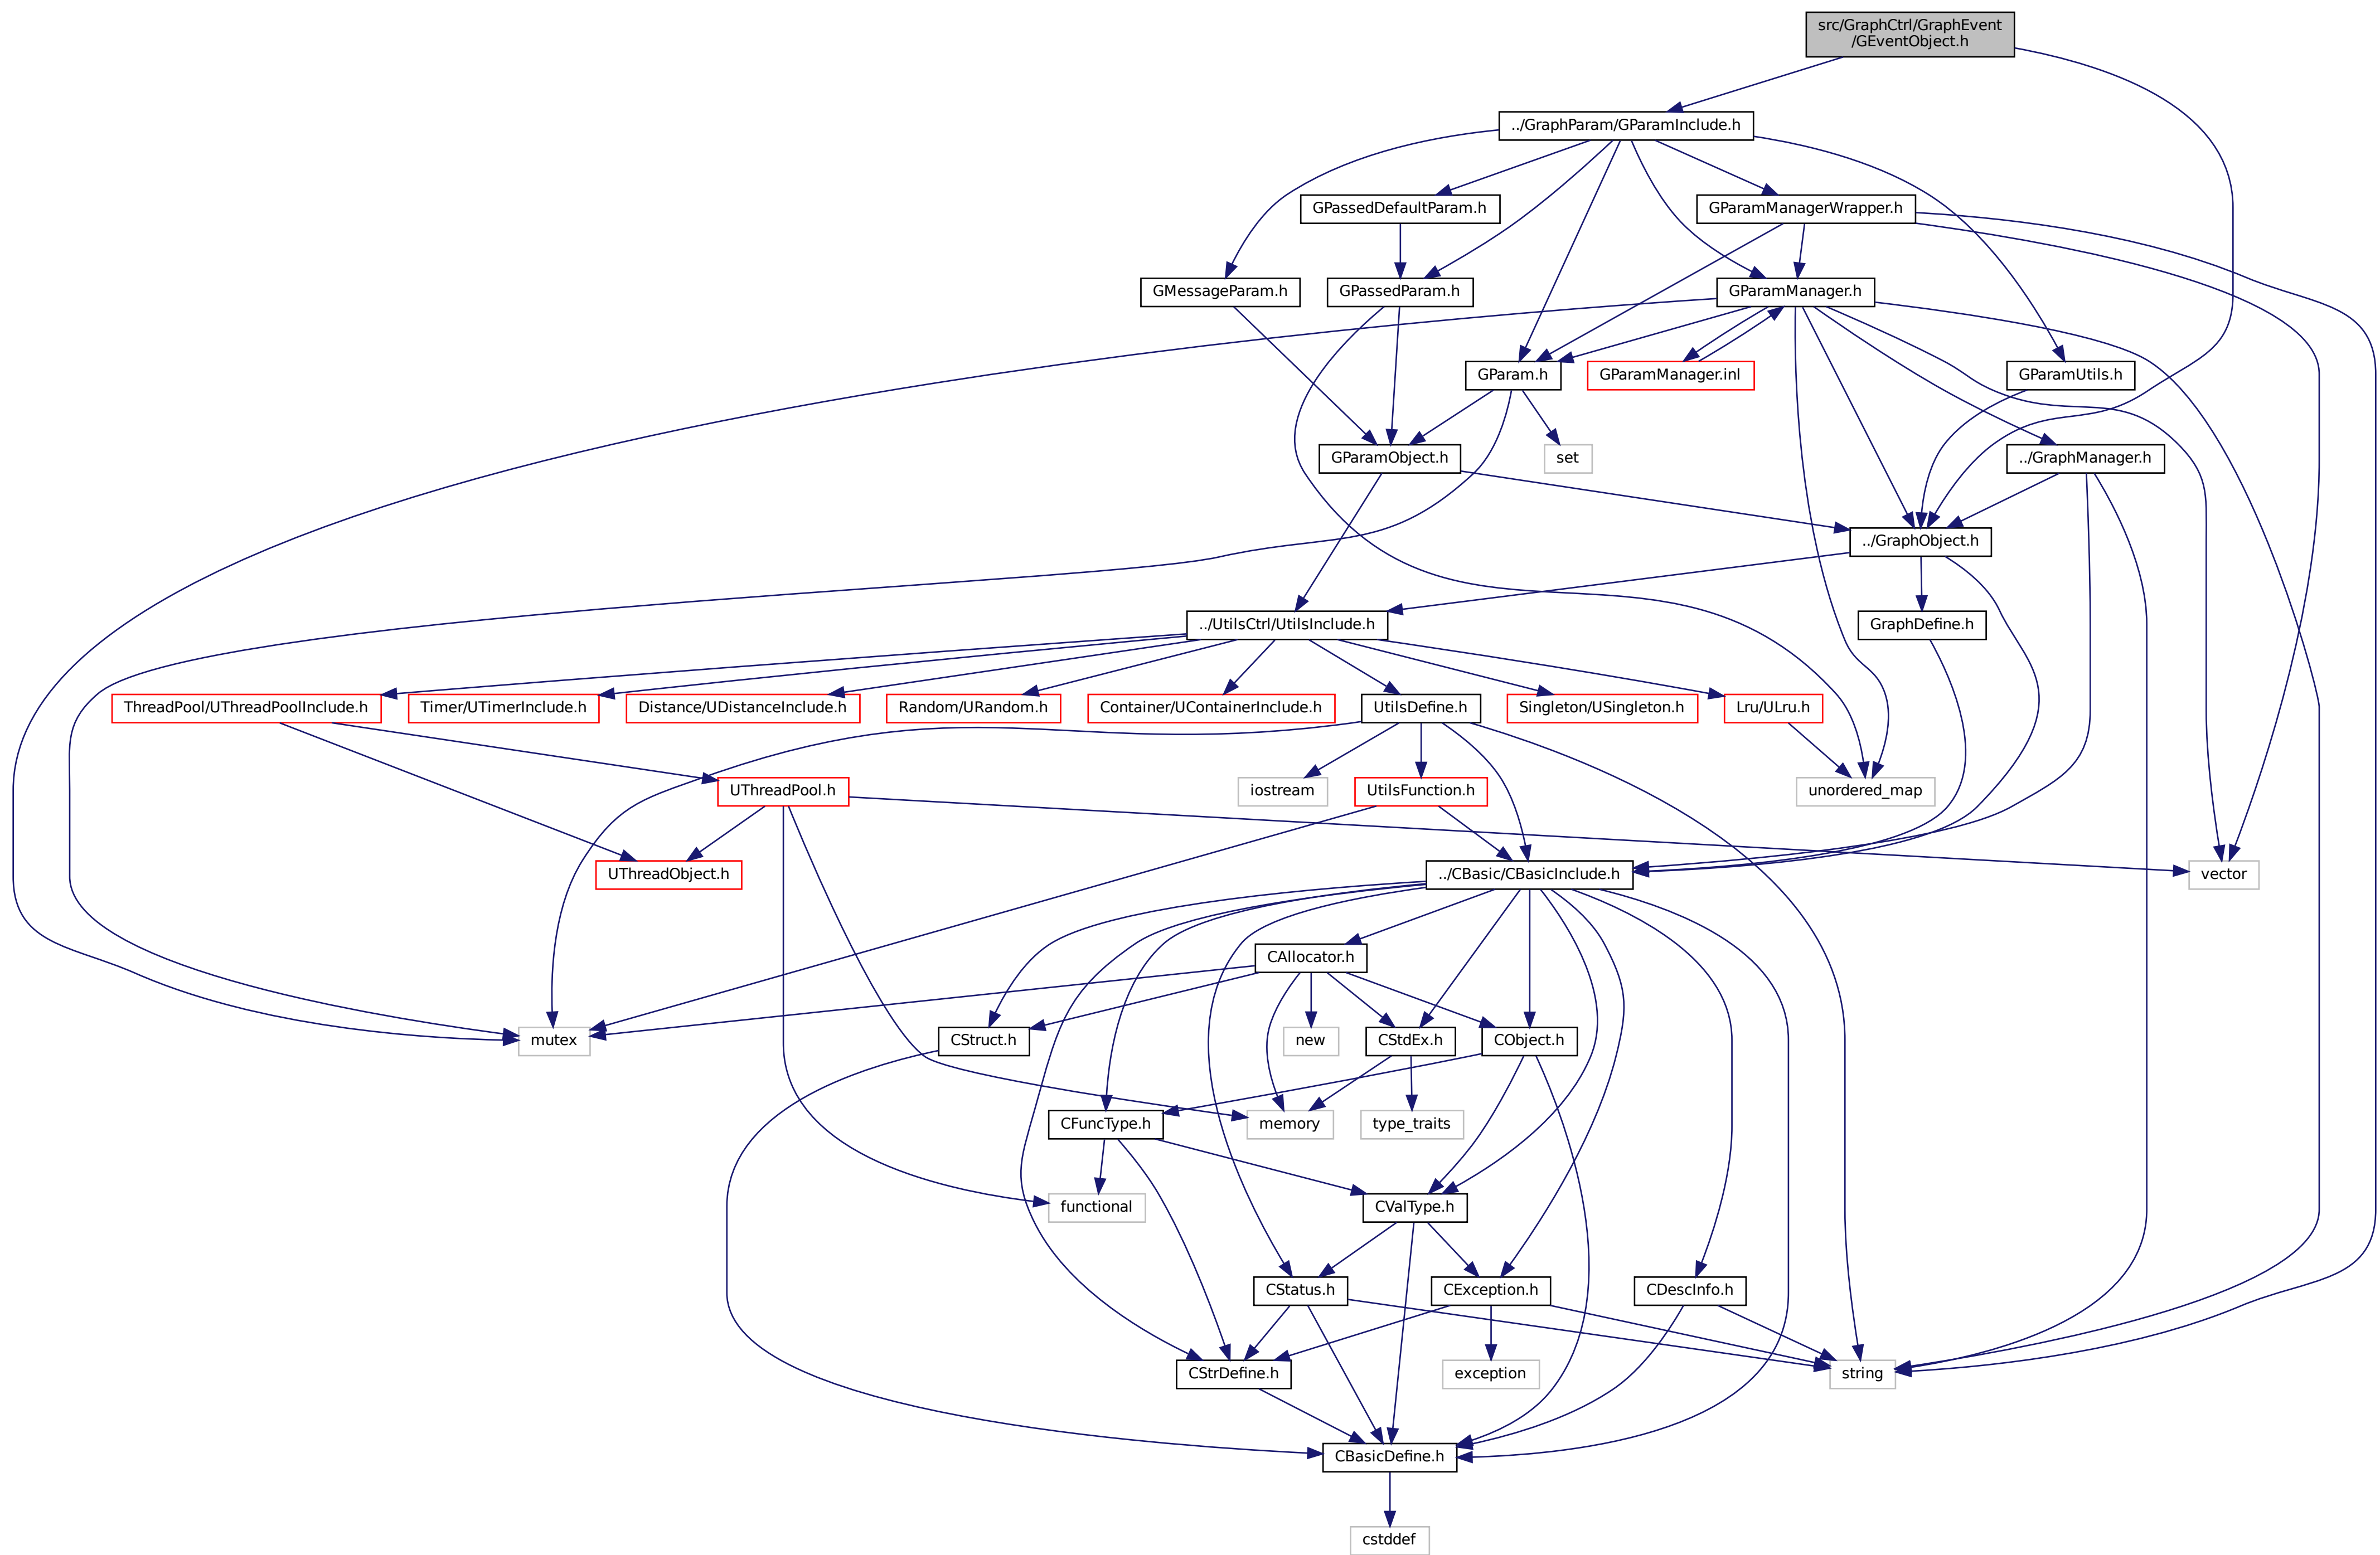 src/GraphCtrl/GraphEvent
/GEventObject.h
../GraphParam/GParamInclude.h
GPassedDefaultParam.h
GParamManagerWrapper.h
GMessageParam.h
GPassedParam.h
GParamManager.h
GParam.h
GParamManager.inl
GParamUtils.h
GParamObject.h
set
../GraphManager.h
../GraphObject.h
../UtilsCtrl/UtilsInclude.h
GraphDefine.h
ThreadPool/UThreadPoolInclude.h
Timer/UTimerInclude.h
Distance/UDistanceInclude.h
Random/URandom.h
Container/UContainerInclude.h
UtilsDefine.h
Singleton/USingleton.h
Lru/ULru.h
UThreadPool.h
iostream
UtilsFunction.h
unordered_map
UThreadObject.h
../CBasic/CBasicInclude.h
vector
CAllocator.h
mutex
CStruct.h
new
CStdEx.h
CObject.h
CFuncType.h
memory
type_traits
functional
CValType.h
CStatus.h
CException.h
CDescInfo.h
CStrDefine.h
exception
string
CBasicDefine.h
cstddef